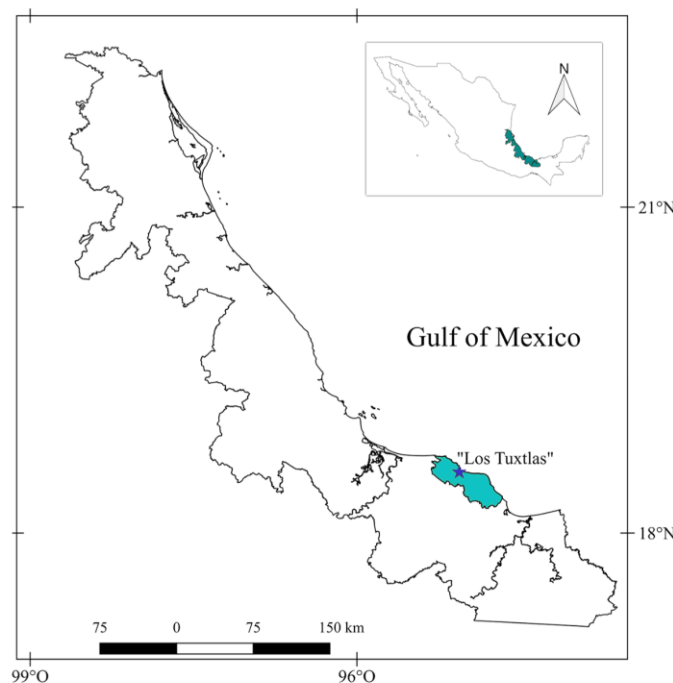 N
21°N
Gulf of Mexico
"Los Tuxtlas"
18°N
75 0 75 150 km
99°O 96°O